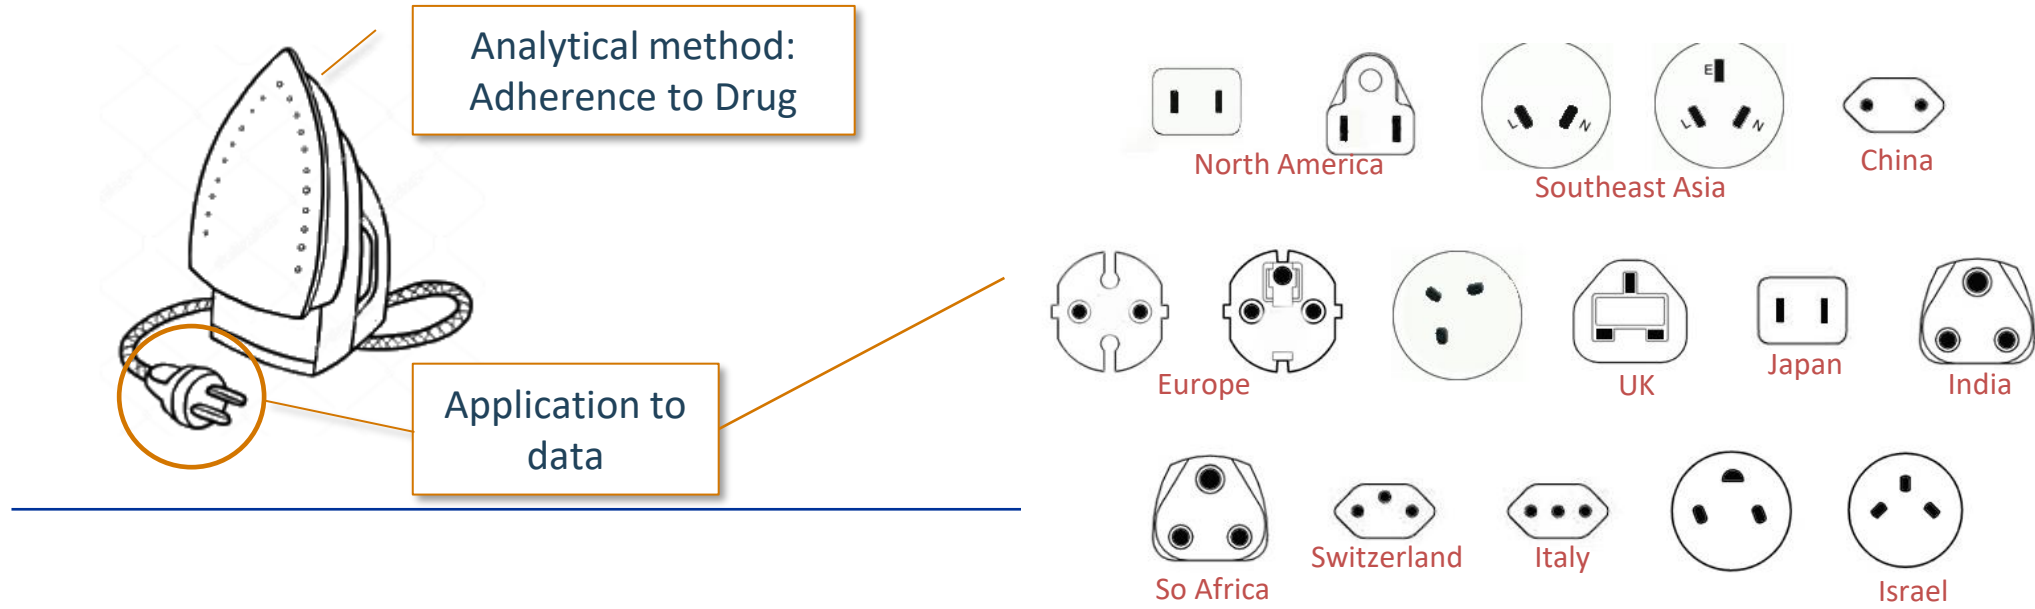 Analytical method:
Adherence to Drug
Application to
data
E
L
N
L
N
North America
Southeast Asia
China
Europe
UK
Japan
India
So Africa
Switzerland
Italy
Israel